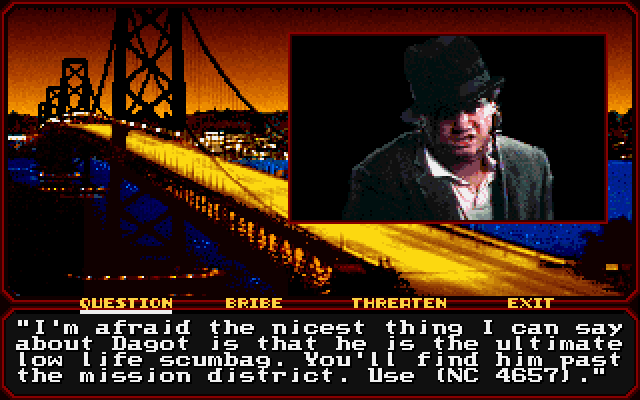 QUESTION BRIBE THREATEN EXIT
"I'm afraid the nicest thing I can say
about Dagot is that he is the ultimate
low life scumbag. You'll find him past
the mission district. Use (NC 4657)."